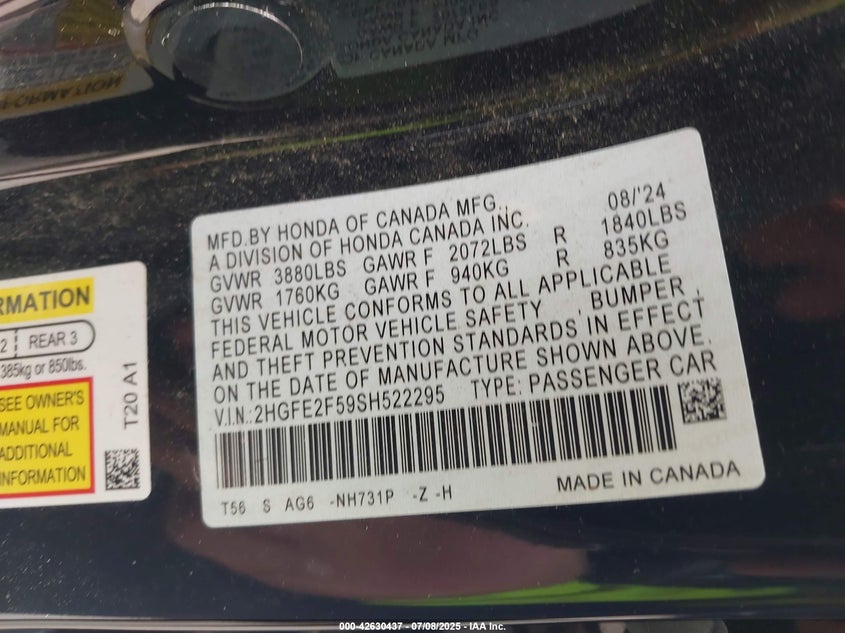 MFD.BY HONDA OF CANADA MFG., 08/'24
A DIVISION OF HONDA CANADA INC.
GVWR 3880LBS GAWR F 2072LBS R 1840LBS
GVWR 1760KG GAWR F 940KG R 835KG
THIS VEHICLE CONFORMS TO ALL APPLICABLE
FEDERAL MOTOR VEHICLE SAFETY , BUMPER ,
AND THEFT PREVENTION STANDARDS IN EFFECT
ON THE DATE OF MANUFACTURE SHOWN ABOVE.
V.I.N.:2HGFE2F59SH522295 TYPE: PASSENGER CAR
T56 S AG6 -NH731P -Z -H MADE IN CANADA
RMATION
2 REAR 3
385kg or 850lbs.
SEE OWNER'S
MANUAL FOR
ADDITIONAL
INFORMATION
T20 A1
000-42630437 - 07/08/2025 - IAA Inc.